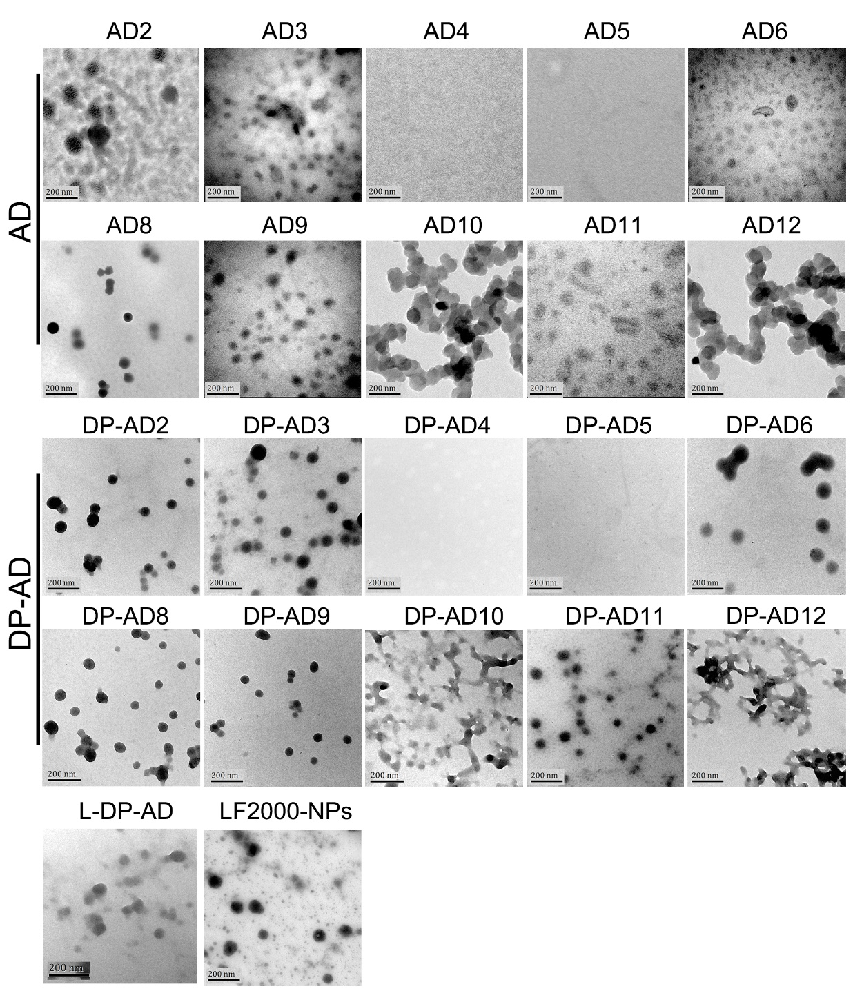 AD2 AD3 AD4 AD5 AD6
200 nm 200 nm 200 nm 200 nm 200 nm
AD
AD8 AD9 AD10 AD11 AD12
200 nm 200 nm 200 nm 200 nm 200 nm
DP-AD2 DP-AD3 DP-AD4 DP-AD5 DP-AD6
200 nm 200 nm 200 nm 200 nm 200 nm
DP-AD
DP-AD8 DP-AD9 DP-AD10 DP-AD11 DP-AD12
200 nm 200 nm 200 nm 200 nm 200 nm
L-DP-AD LF2000-NPs
200 nm 200 nm